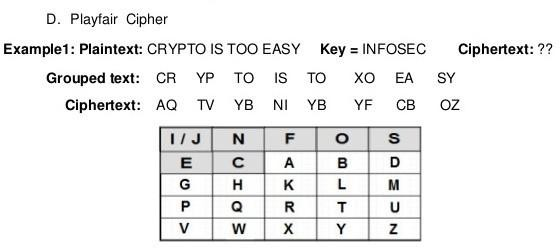 D. Playfair Cipher
Example1: Plaintext: CRYPTO IS TOO EASY Key = INFOSEC Ciphertext: ??
Grouped text: CR YP TO IS TO XO EA SY
Ciphertext: AQ TV YB NI YB YF CB OZ
I / J N F O S
E C A B D
G H K L M
P Q R T U
V W X Y Z